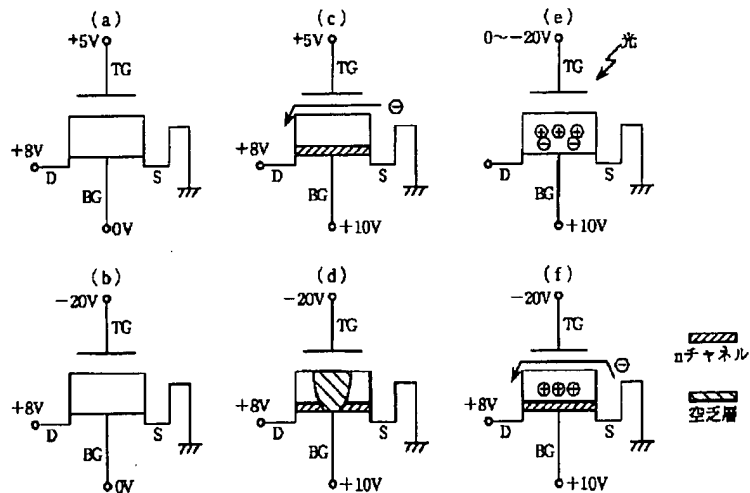 (a)
+5V
TG
+8V
D
S
BG
0V
(c)
+5V
TG
⊖
+8V
D
S
BG
+10V
(e)
0〜−20V
光
TG
⊕⊕⊕
⊖ ⊖
D
S
BG
+10V
(b)
−20V
TG
+8V
D
S
BG
0V
(d)
−20V
TG
+8V
D
S
BG
+10V
(f)
−20V
TG
⊖
⊕⊕⊕
+8V
D
S
BG
+10V
nチャネル
空乏層